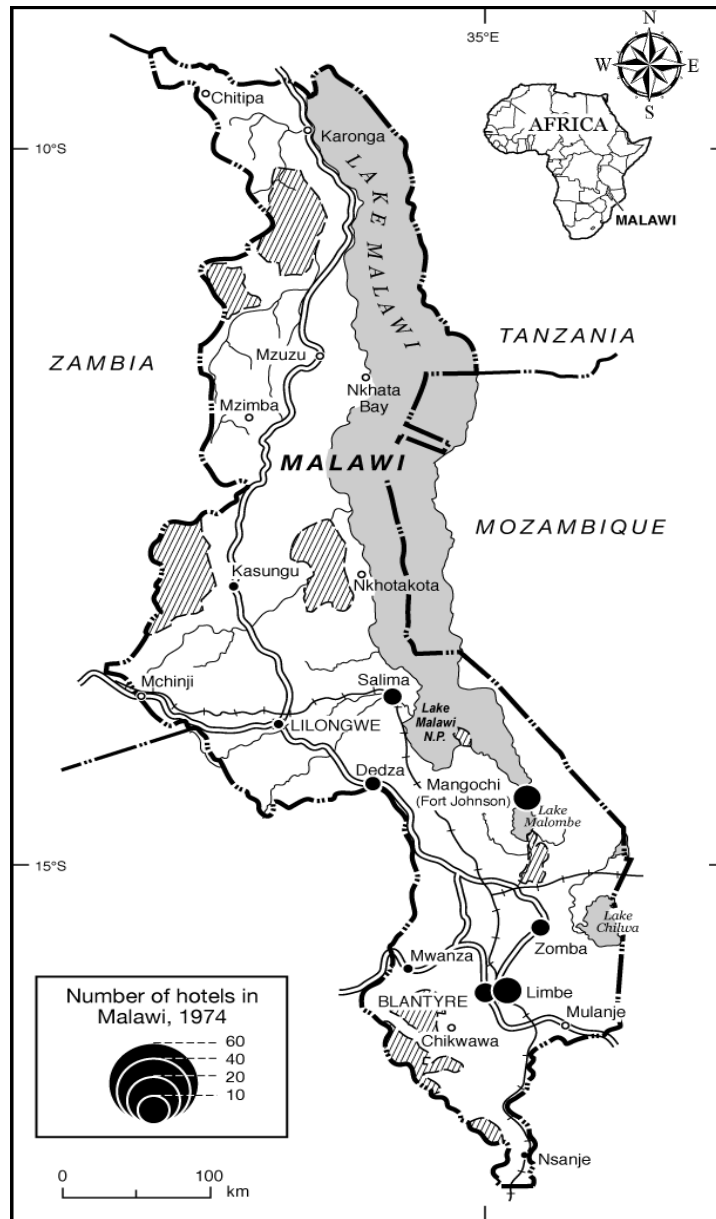 35°E
N
W
E
S
AFRICA
MALAWI
Chitipa
Karonga
10°S
LAKE MALAWI
TANZANIA
ZAMBIA
Mzuzu
Nkhata
Bay
Mzimba
MALAWI
MOZAMBIQUE
Kasungu
Nkhotakota
Mchinji
Salima
LILONGWE
Lake
Malawi
N.P.
Dedza
Mangochi
(Fort Johnson)
Lake
Malombe
15°S
Lake
Chilwa
Zomba
Mwanza
BLANTYRE
Limbe
Mulanje
Chikwawa
Number of hotels in
Malawi, 1974
60
40
20
10
Nsanje
0
100
km